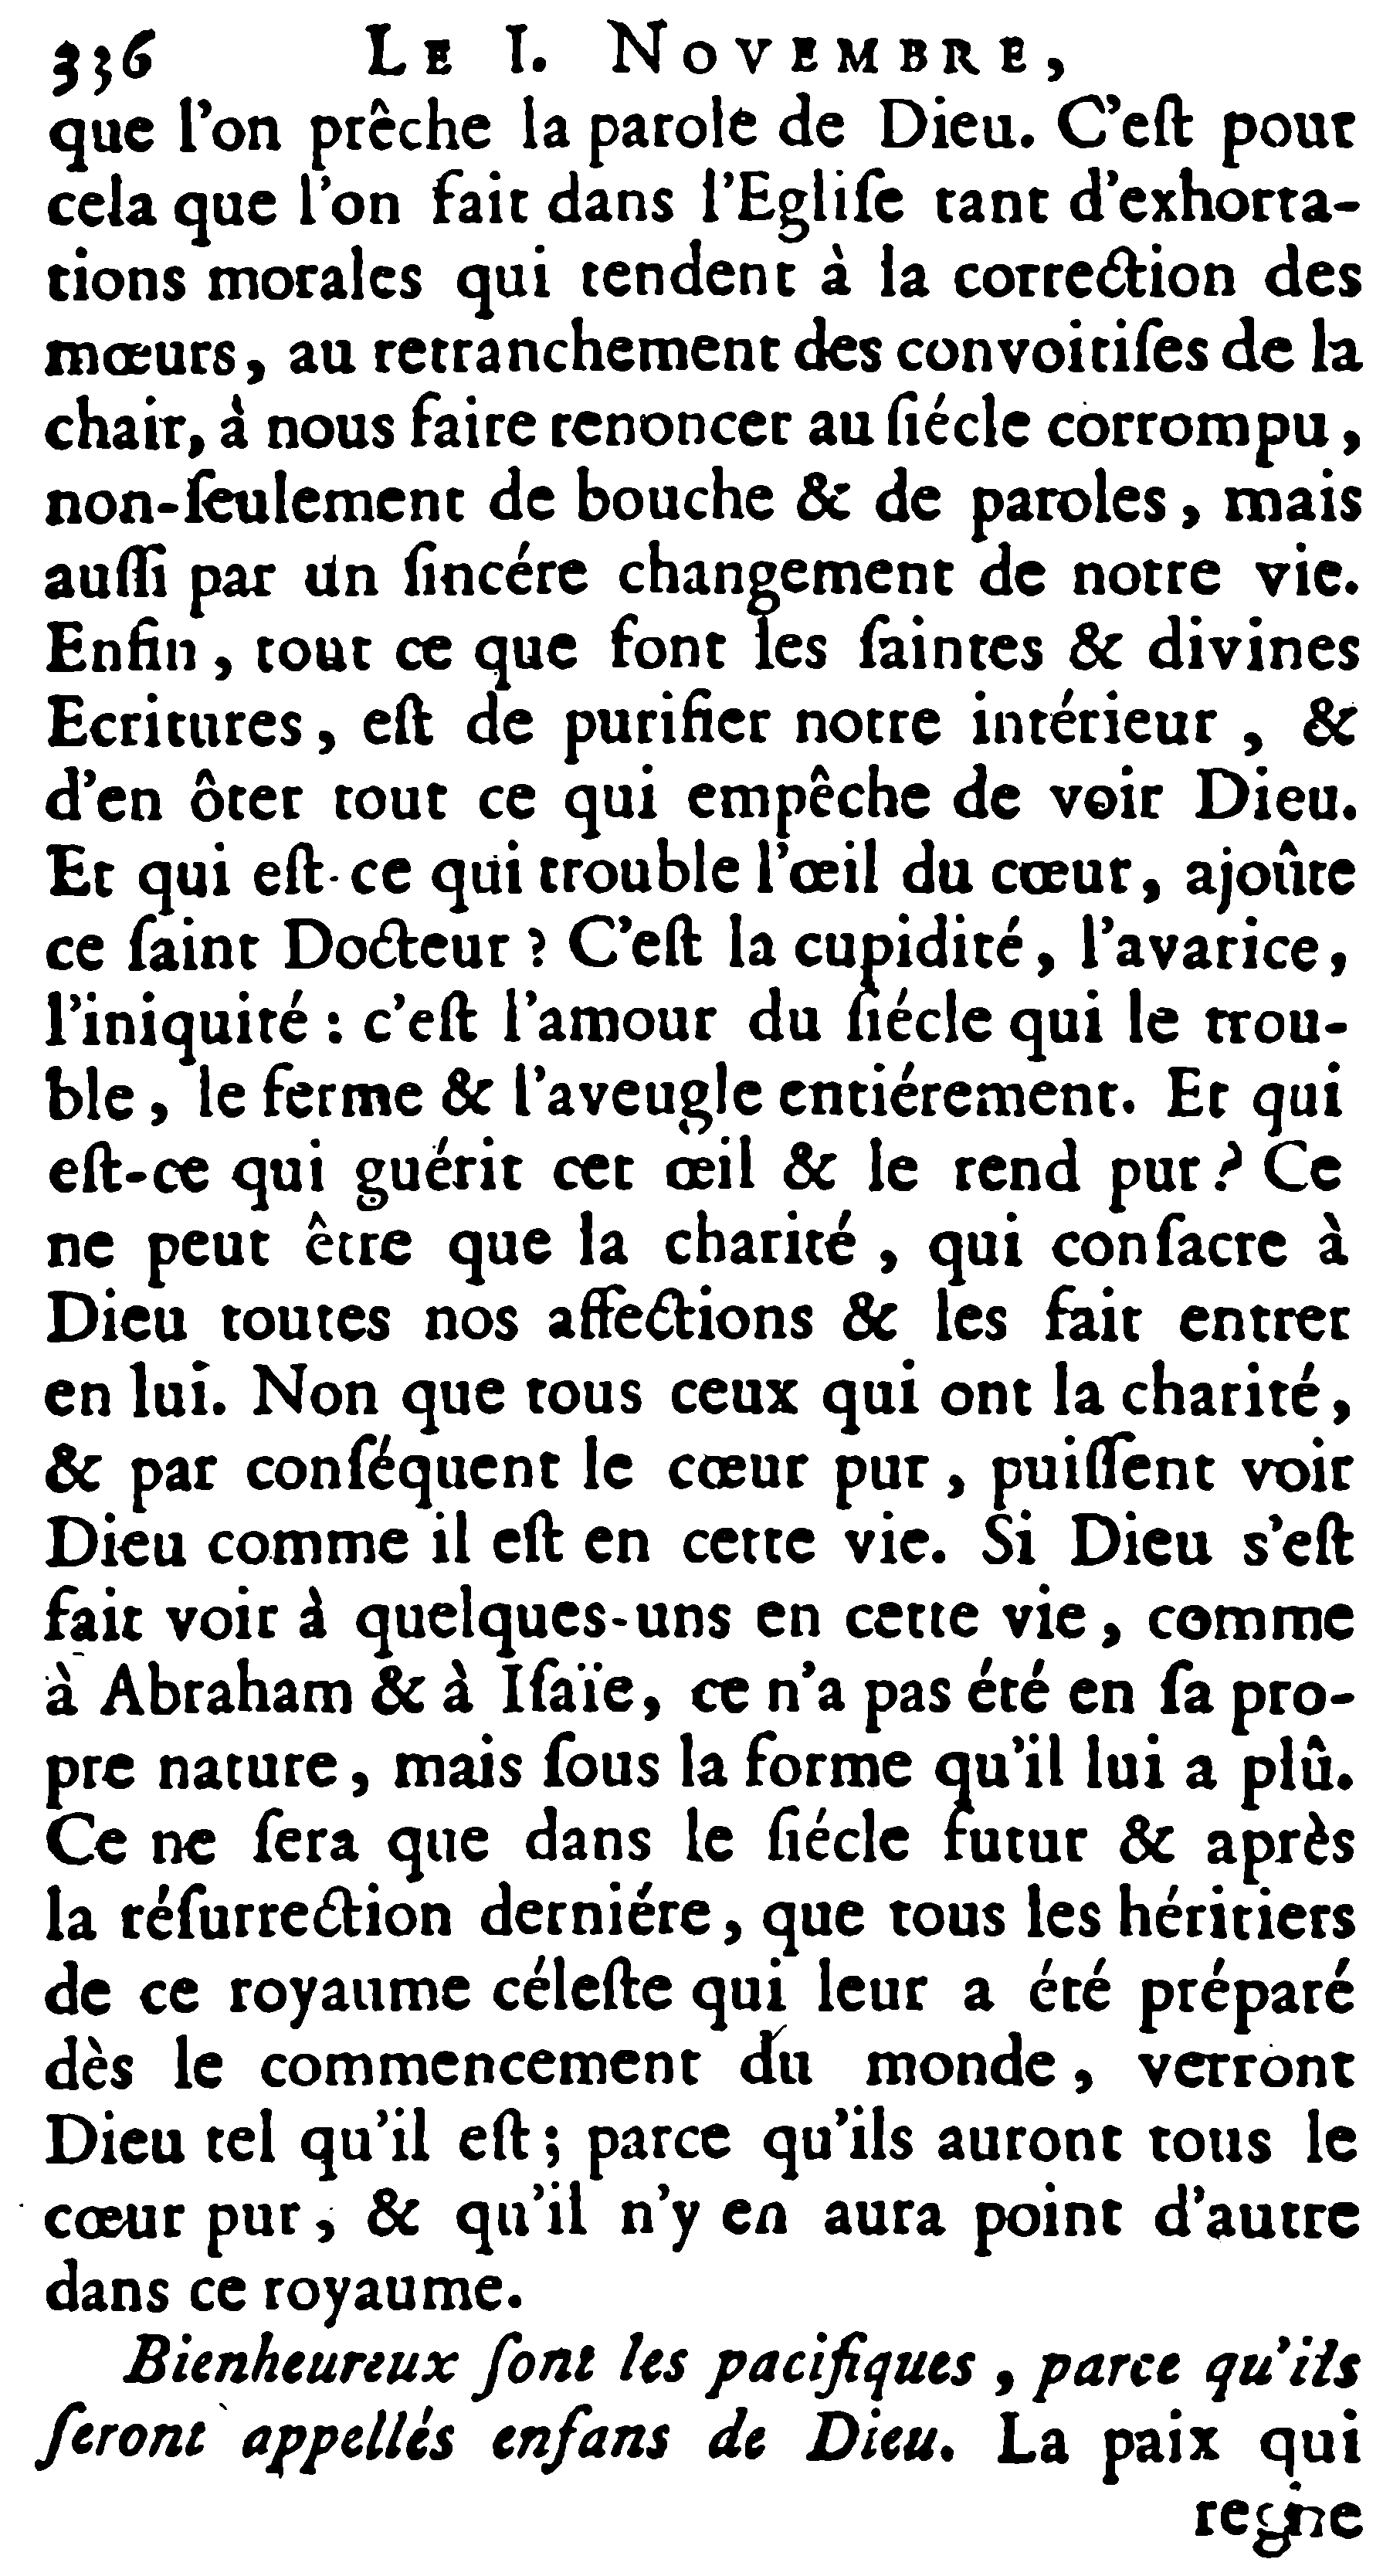 336 LE I. NOVEMBRE,
que l'on prêche la parole de Dieu. C'eſt pour
cela que l'on fait dans l'Egliſe tant d'exhorta-
tions morales qui tendent à la correction des
mœurs, au retranchement des convoitiſes de la
chair, à nous faire renoncer au ſiécle corrompu,
non-ſeulement de bouche & de paroles, mais
auſſi par un ſincére changement de notre vie.
Enfin, tout ce que font les ſaintes & divines
Ecritures, eſt de purifier notre intérieur, &
d'en ôter tout ce qui empêche de voir Dieu.
Et qui eſt-ce qui trouble l'œil du cœur, ajoûte
ce ſaint Docteur? C'eſt la cupidité, l'avarice,
l'iniquité: c'eſt l'amour du ſiécle qui le trou-
ble, le ferme & l'aveugle entiérement. Et qui
eſt-ce qui guérit cet œil & le rend pur? Ce
ne peut être que la charité, qui conſacre à
Dieu toutes nos affections & les fait entrer
en lui. Non que tous ceux qui ont la charité,
& par conſéquent le cœur pur, puiſſent voir
Dieu comme il eſt en cette vie. Si Dieu s'eſt
fait voir à quelques-uns en cette vie, comme
à Abraham & à Iſaïe, ce n'a pas été en ſa pro-
pre nature, mais ſous la forme qu'il lui a plû.
Ce ne ſera que dans le ſiécle futur & après
la réſurrection derniére, que tous les héritiers
de ce royaume céleſte qui leur a été préparé
dès le commencement du monde, verront
Dieu tel qu'il eſt; parce qu'ils auront tous le
cœur pur, & qu'il n'y en aura point d'autre
dans ce royaume.
Bienheureux ſont les pacifiques, parce qu'ils
ſeront appellés enfans de Dieu. La paix qui
regne